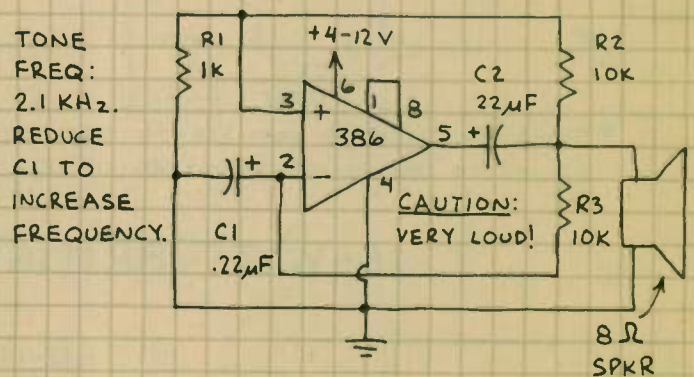 TONE
FREQ:
2.1 KHz.
REDUCE
C1 TO
INCREASE
FREQUENCY.
R1
1K
+4-12V
6
1
8
3
+
386
5
2
-
4
C1
+
.22µF
C2
22µF
+
CAUTION:
VERY LOUD!
R2
10K
R3
10K
8 Ω
SPKR